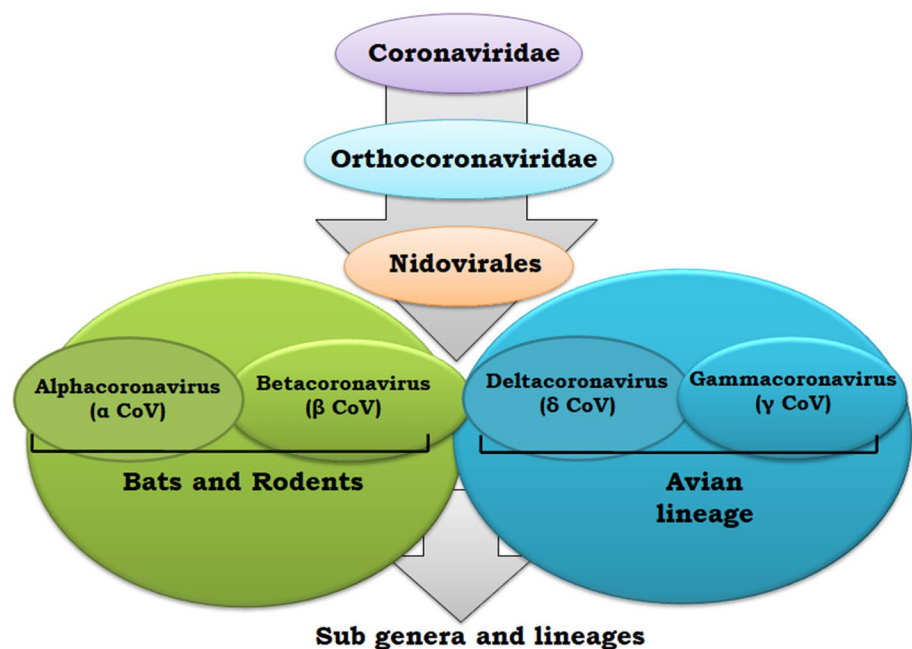 Coronaviridae
Orthocoronaviridae
Nidovirales
Alphacoronavirus
(α CoV)
Betacoronavirus
(β CoV)
Deltacoronavirus
(δ CoV)
Gammacoronavirus
(γ CoV)
Bats and Rodents
Avian
lineage
Sub genera and lineages